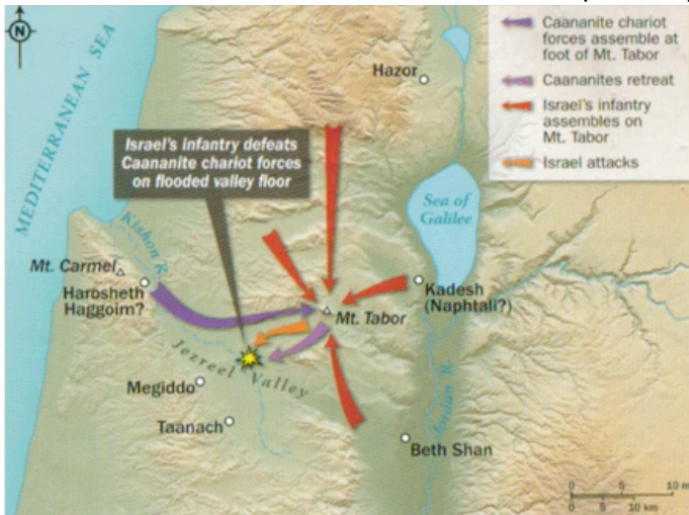 N
MEDITERRANEAN SEA
Caananite chariot
forces assemble at
foot of Mt. Tabor
Caananites retreat
Israel's infantry
assembles on
Mt. Tabor
Israel attacks
Hazor
Israel's infantry defeats
Caananite chariot forces
on flooded valley floor
Sea of
Galilee
Kishon R.
Mt. Carmel
Harosheth
Haggoim?
Kadesh
(Naphtali?)
Mt. Tabor
Jezreel Valley
Megiddo
Taanach
Jordan R.
Beth Shan
0 5 10 m
0 5 10 km